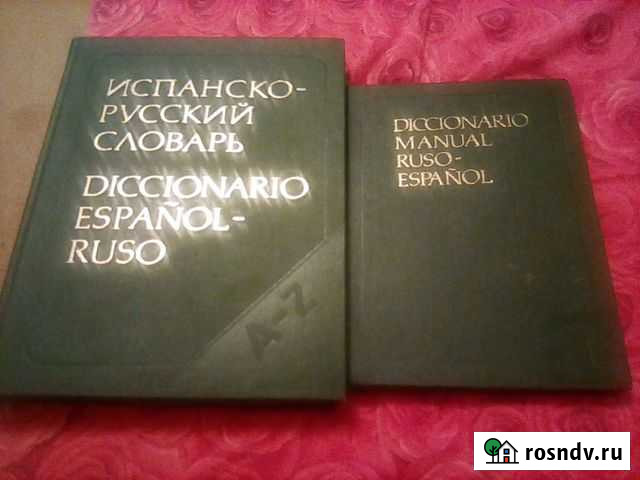 ИСПАНСКО-
РУССКИЙ
СЛОВАРЬ
DICCIONARIO
ESPAÑOL-
RUSO
A-Z
DICCIONARIO
MANUAL
RUSO-
ESPAÑOL
rosndv.ru